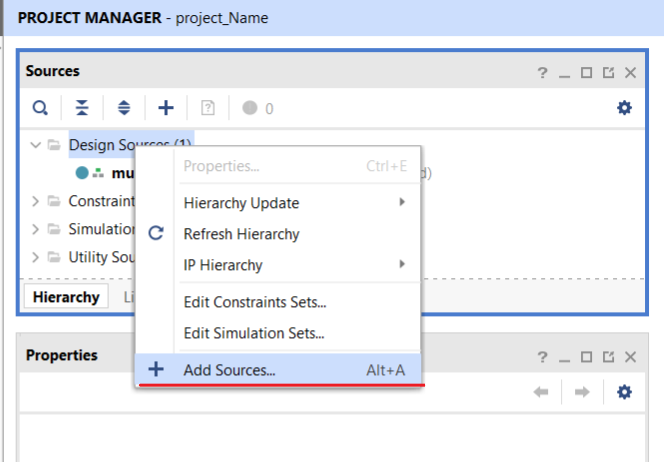 PROJECT MANAGER - project_Name
Sources
? _
0
Design Sources (1)
mu
d)
Properties... Ctrl+E
Constraint
Hierarchy Update
Simulation
Refresh Hierarchy
Utility Sou
IP Hierarchy
Edit Constraints Sets...
Hierarchy Li
Edit Simulation Sets...
Properties
Add Sources... Alt+A